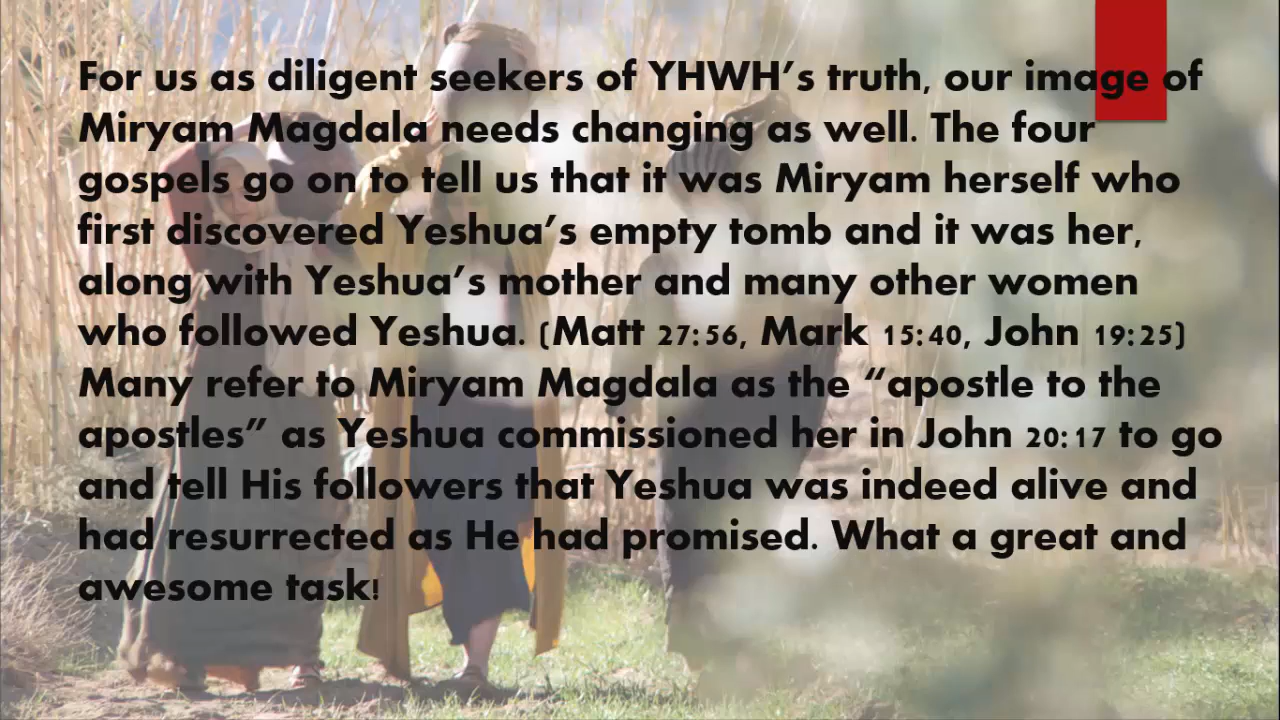 For us as diligent seekers of YHWH’s truth, our image of
Miryam Magdala needs changing as well. The four
gospels go on to tell us that it was Miryam herself who
first discovered Yeshua’s empty tomb and it was her,
along with Yeshua’s mother and many other women
who followed Yeshua. (Matt 27:56, Mark 15:40, John 19:25)
Many refer to Miryam Magdala as the “apostle to the
apostles” as Yeshua commissioned her in John 20:17 to go
and tell His followers that Yeshua was indeed alive and
had resurrected as He had promised. What a great and
awesome task!